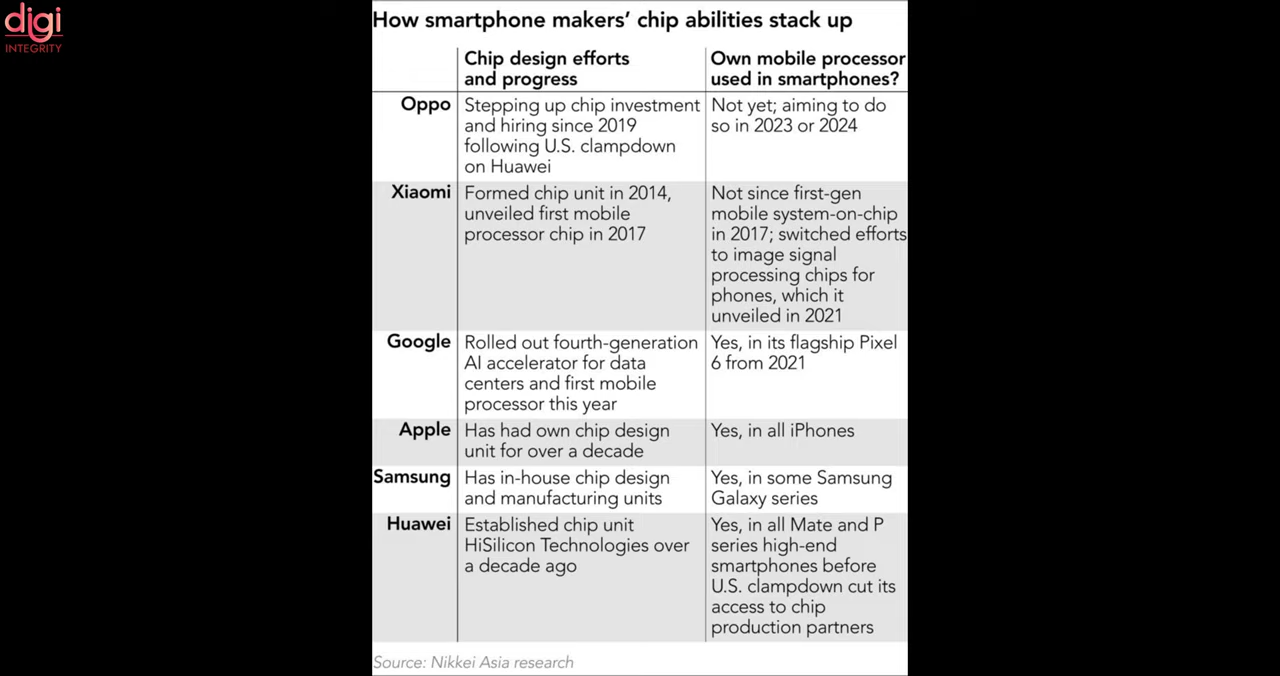 digi
INTEGRITY
How smartphone makers' chip abilities stack up
Chip design efforts
and progress
Own mobile processor
used in smartphones?
Oppo
Stepping up chip investment
and hiring since 2019
following U.S. clampdown
on Huawei
Not yet; aiming to do
so in 2023 or 2024
Xiaomi
Formed chip unit in 2014,
unveiled first mobile
processor chip in 2017
Not since first-gen
mobile system-on-chip
in 2017; switched efforts
to image signal
processing chips for
phones, which it
unveiled in 2021
Google
Rolled out fourth-generation
AI accelerator for data
centers and first mobile
processor this year
Yes, in its flagship Pixel
6 from 2021
Apple
Has had own chip design
unit for over a decade
Yes, in all iPhones
Samsung
Has in-house chip design
and manufacturing units
Yes, in some Samsung
Galaxy series
Huawei
Established chip unit
HiSilicon Technologies over
a decade ago
Yes, in all Mate and P
series high-end
smartphones before
U.S. clampdown cut its
access to chip
production partners
Source: Nikkei Asia research